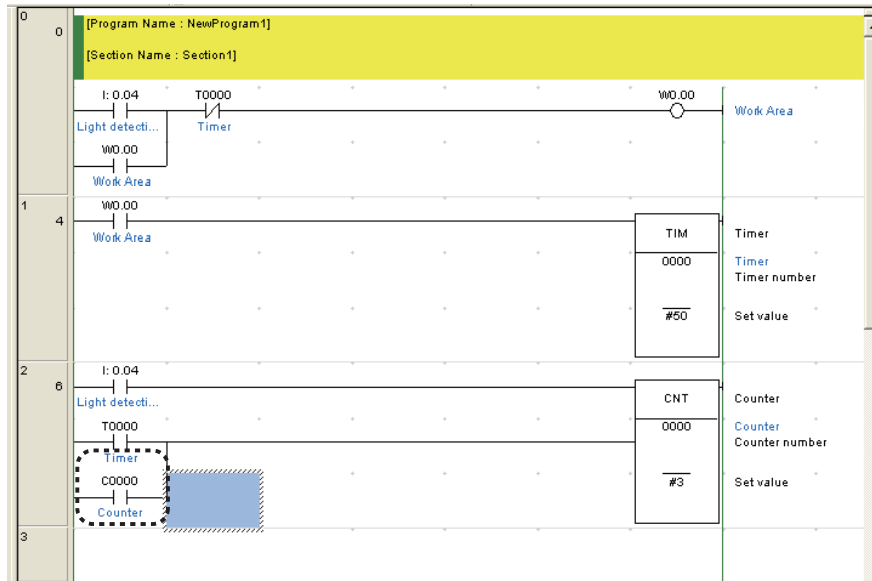 0
0
[Program Name : NewProgram1]
[Section Name : Section1]
I: 0.04
T0000
W0.00
Light detecti...
Timer
Work Area
W0.00
Work Area
1
4
W0.00
Work Area
TIM
Timer
0000
Timer
Timer number
#50
Set value
2
6
I: 0.04
Light detecti...
CNT
Counter
T0000
Timer
0000
Counter
Counter number
C0000
Counter
#3
Set value
3